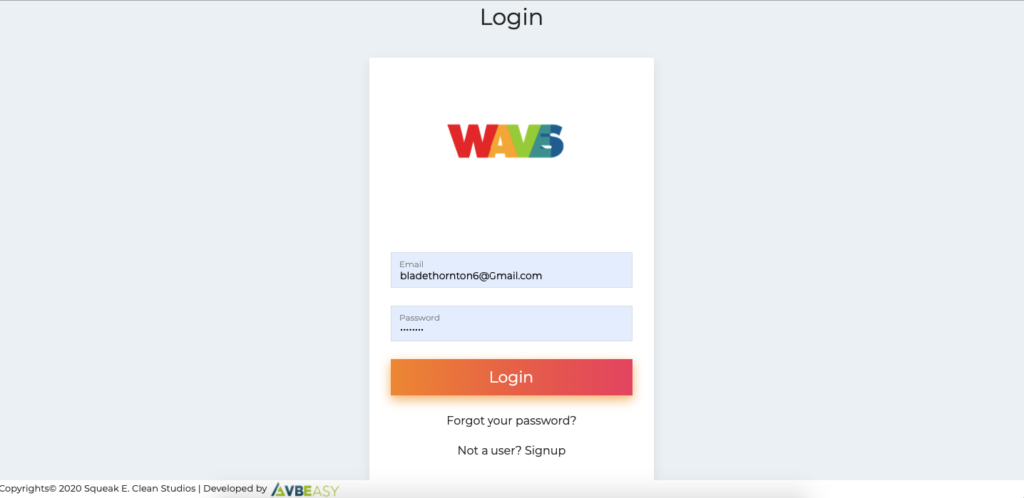 Login
WAVES
Email
bladethornton6@Gmail.com
Password
••••••••
Login
Forgot your password?
Not a user? Signup
Copyrights© 2020 Squeak E. Clean Studios | Developed by AVBEASY